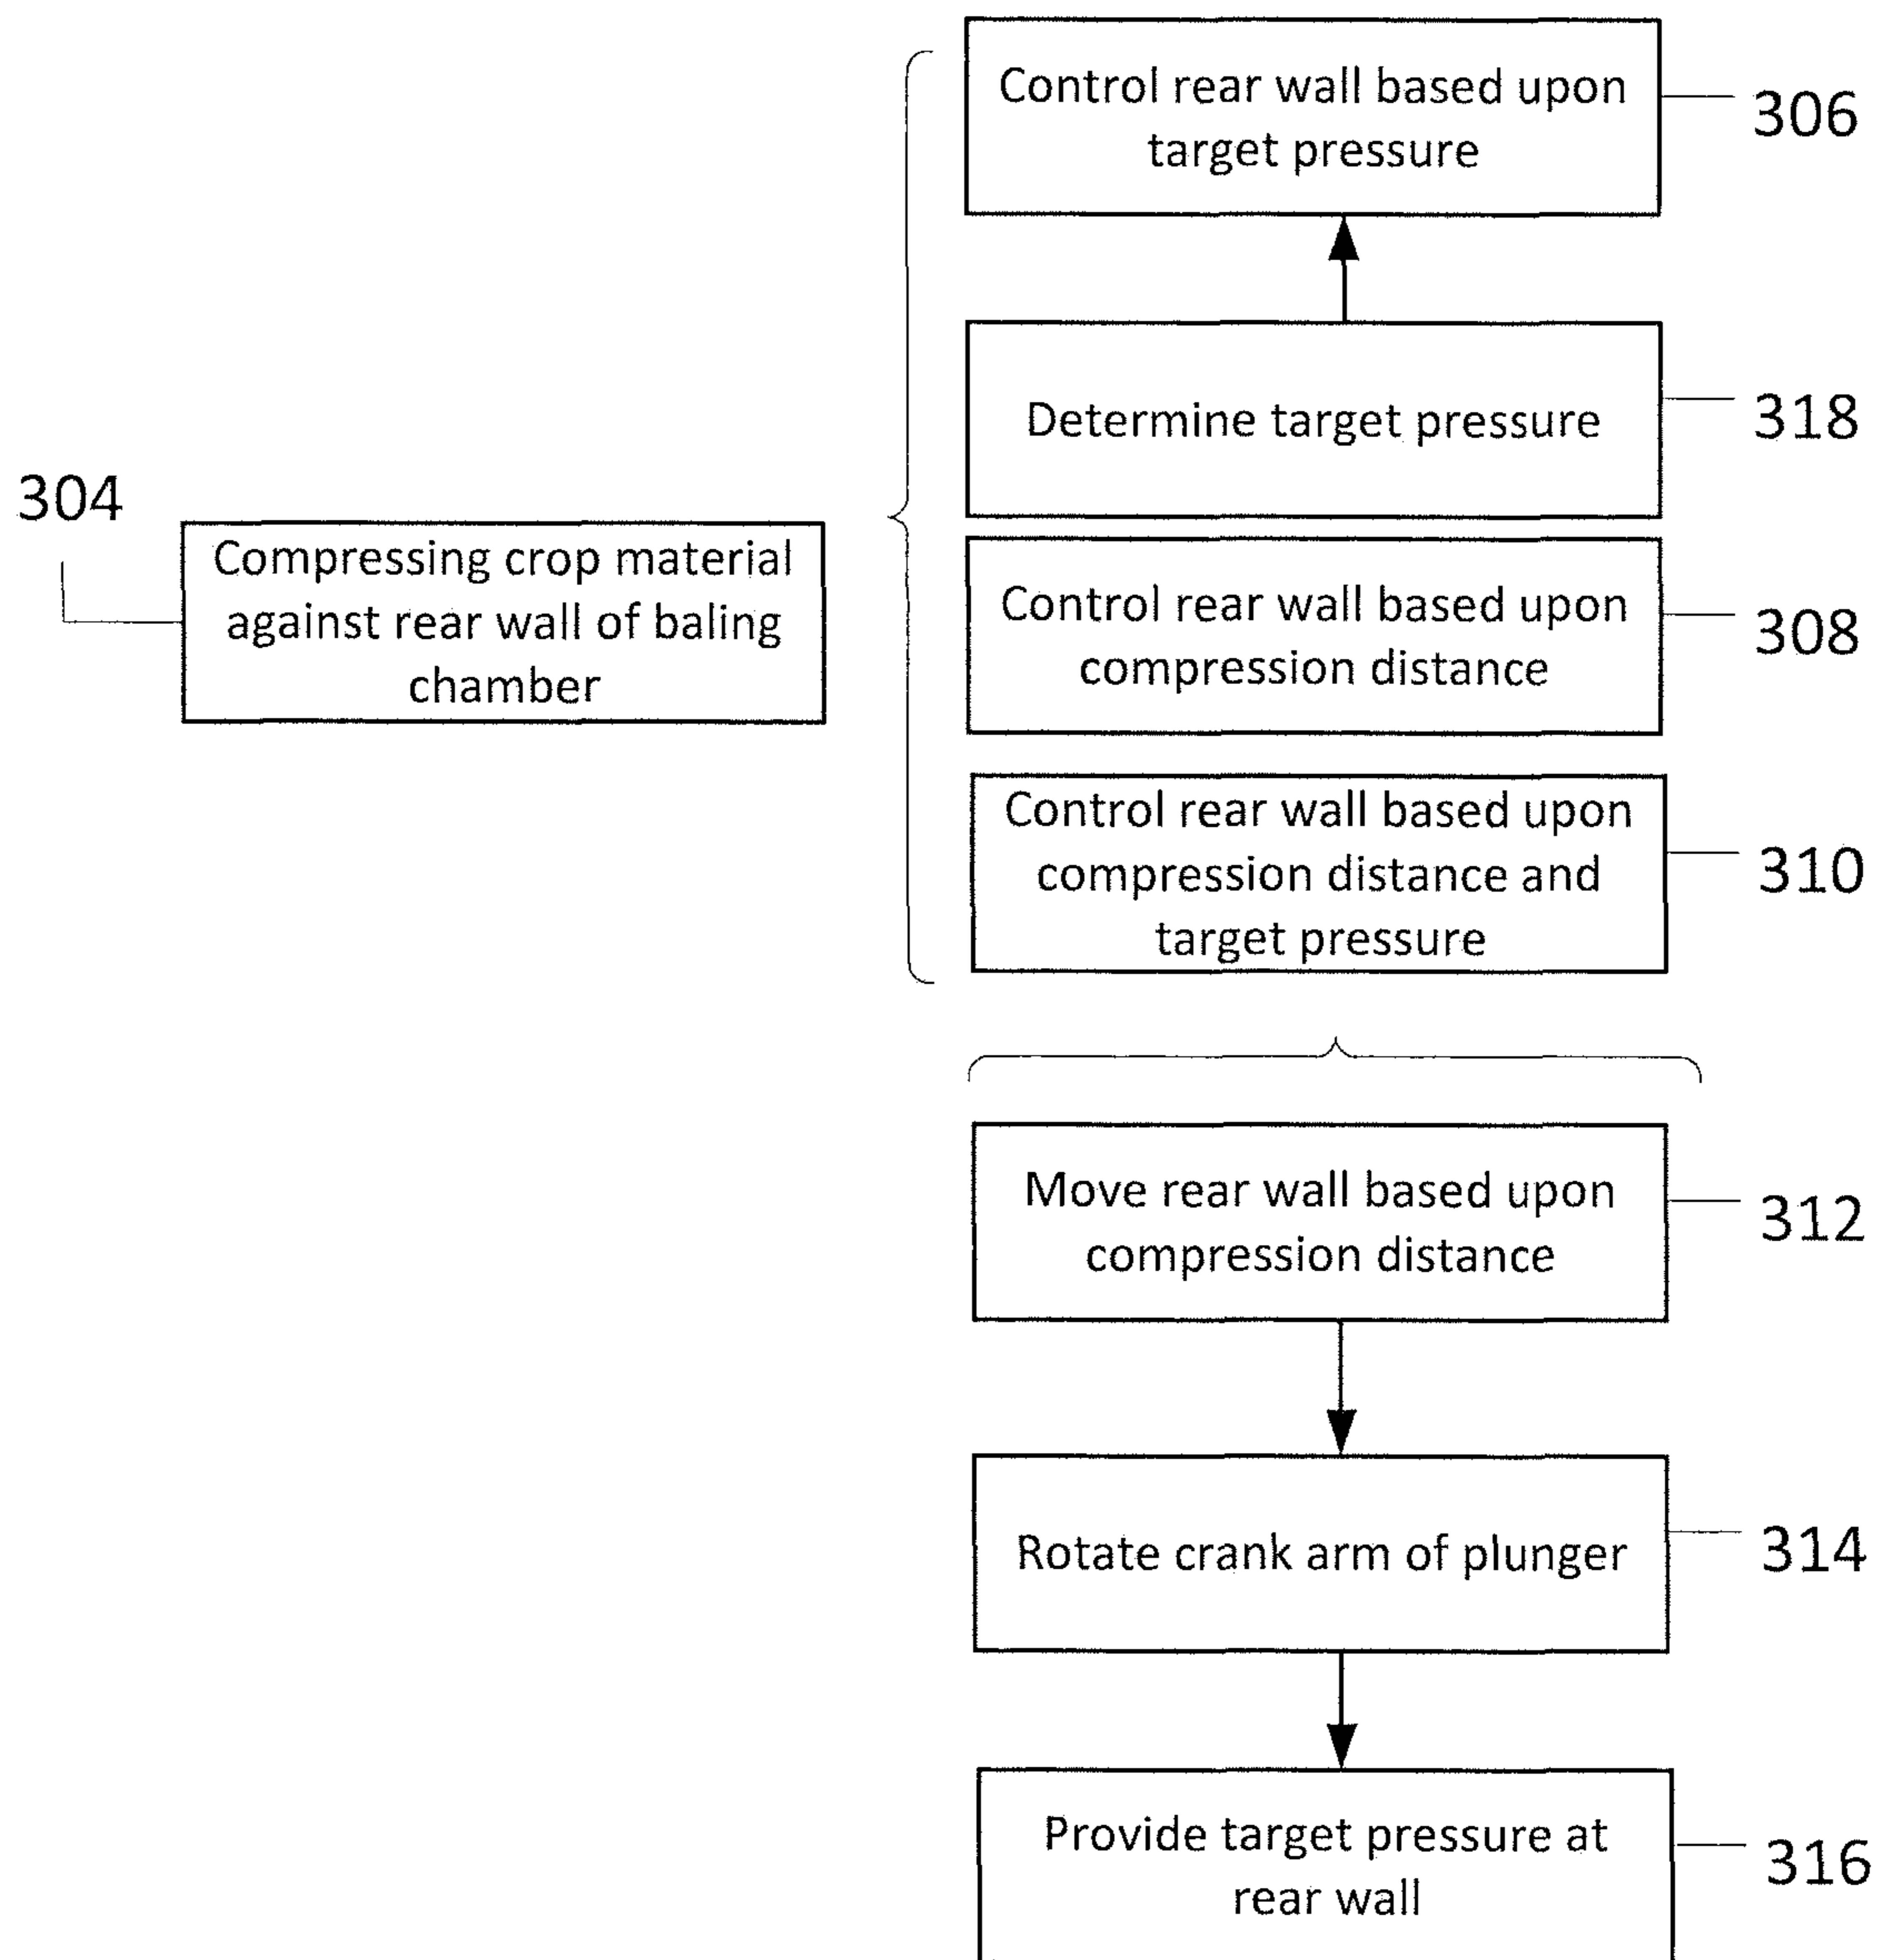 Control rear wall based upon
target pressure
306
Determine target pressure
318
304
Compressing crop material
against rear wall of baling
chamber
Control rear wall based upon
compression distance
308
Control rear wall based upon
compression distance and
target pressure
310
Move rear wall based upon
compression distance
312
Rotate crank arm of plunger
314
Provide target pressure at
rear wall
316